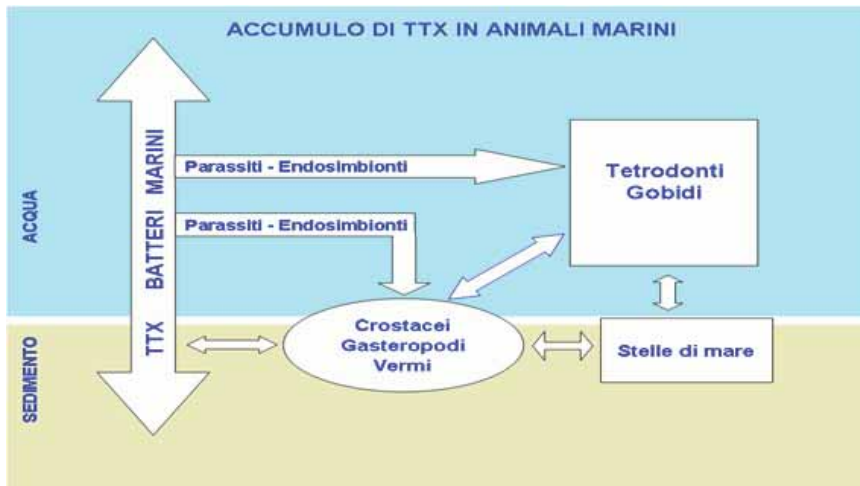 ACCUMULO DI TTX IN ANIMALI MARINI
ACQUA
TTX BATTERI MARINI
Parassiti - Endosimbionti
Tetrodonti
Gobidi
Parassiti - Endosimbionti
SEDIMENTO
Crostacei
Gasteropodi
Vermi
Stelle di mare